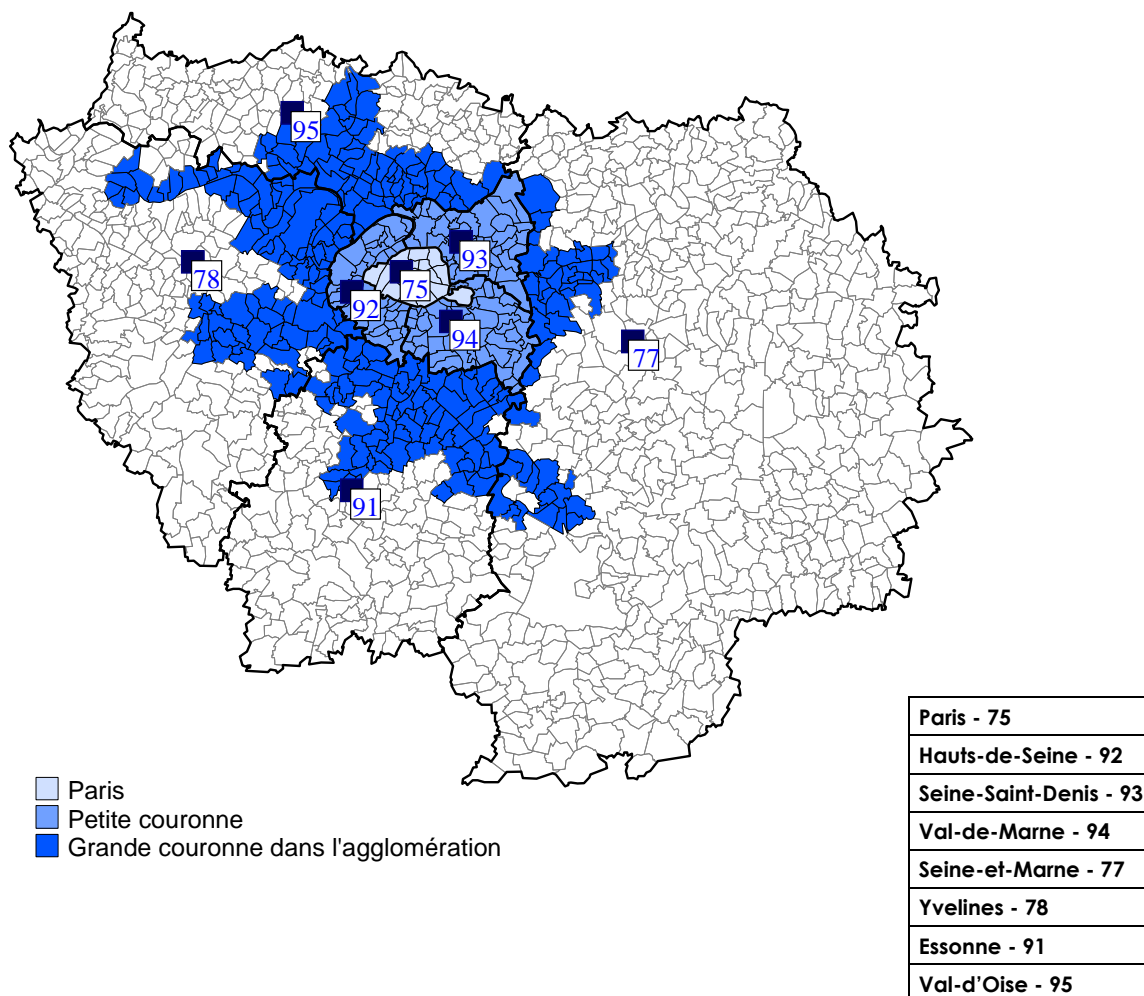 95
93
78
75
92
94
77
91
Paris
Petite couronne
Grande couronne dans l'agglomération
Paris - 75
Hauts-de-Seine - 92
Seine-Saint-Denis - 93
Val-de-Marne - 94
Seine-et-Marne - 77
Yvelines - 78
Essonne - 91
Val-d’Oise - 95